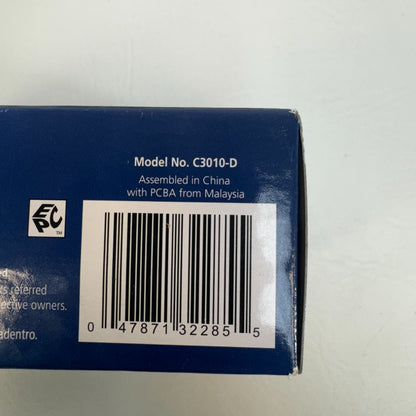 Model No. C3010-D
Assembled in China
with PCBA from Malaysia
EPC
TM
referred
ective owners.
adentro.
0 47871 32285 5